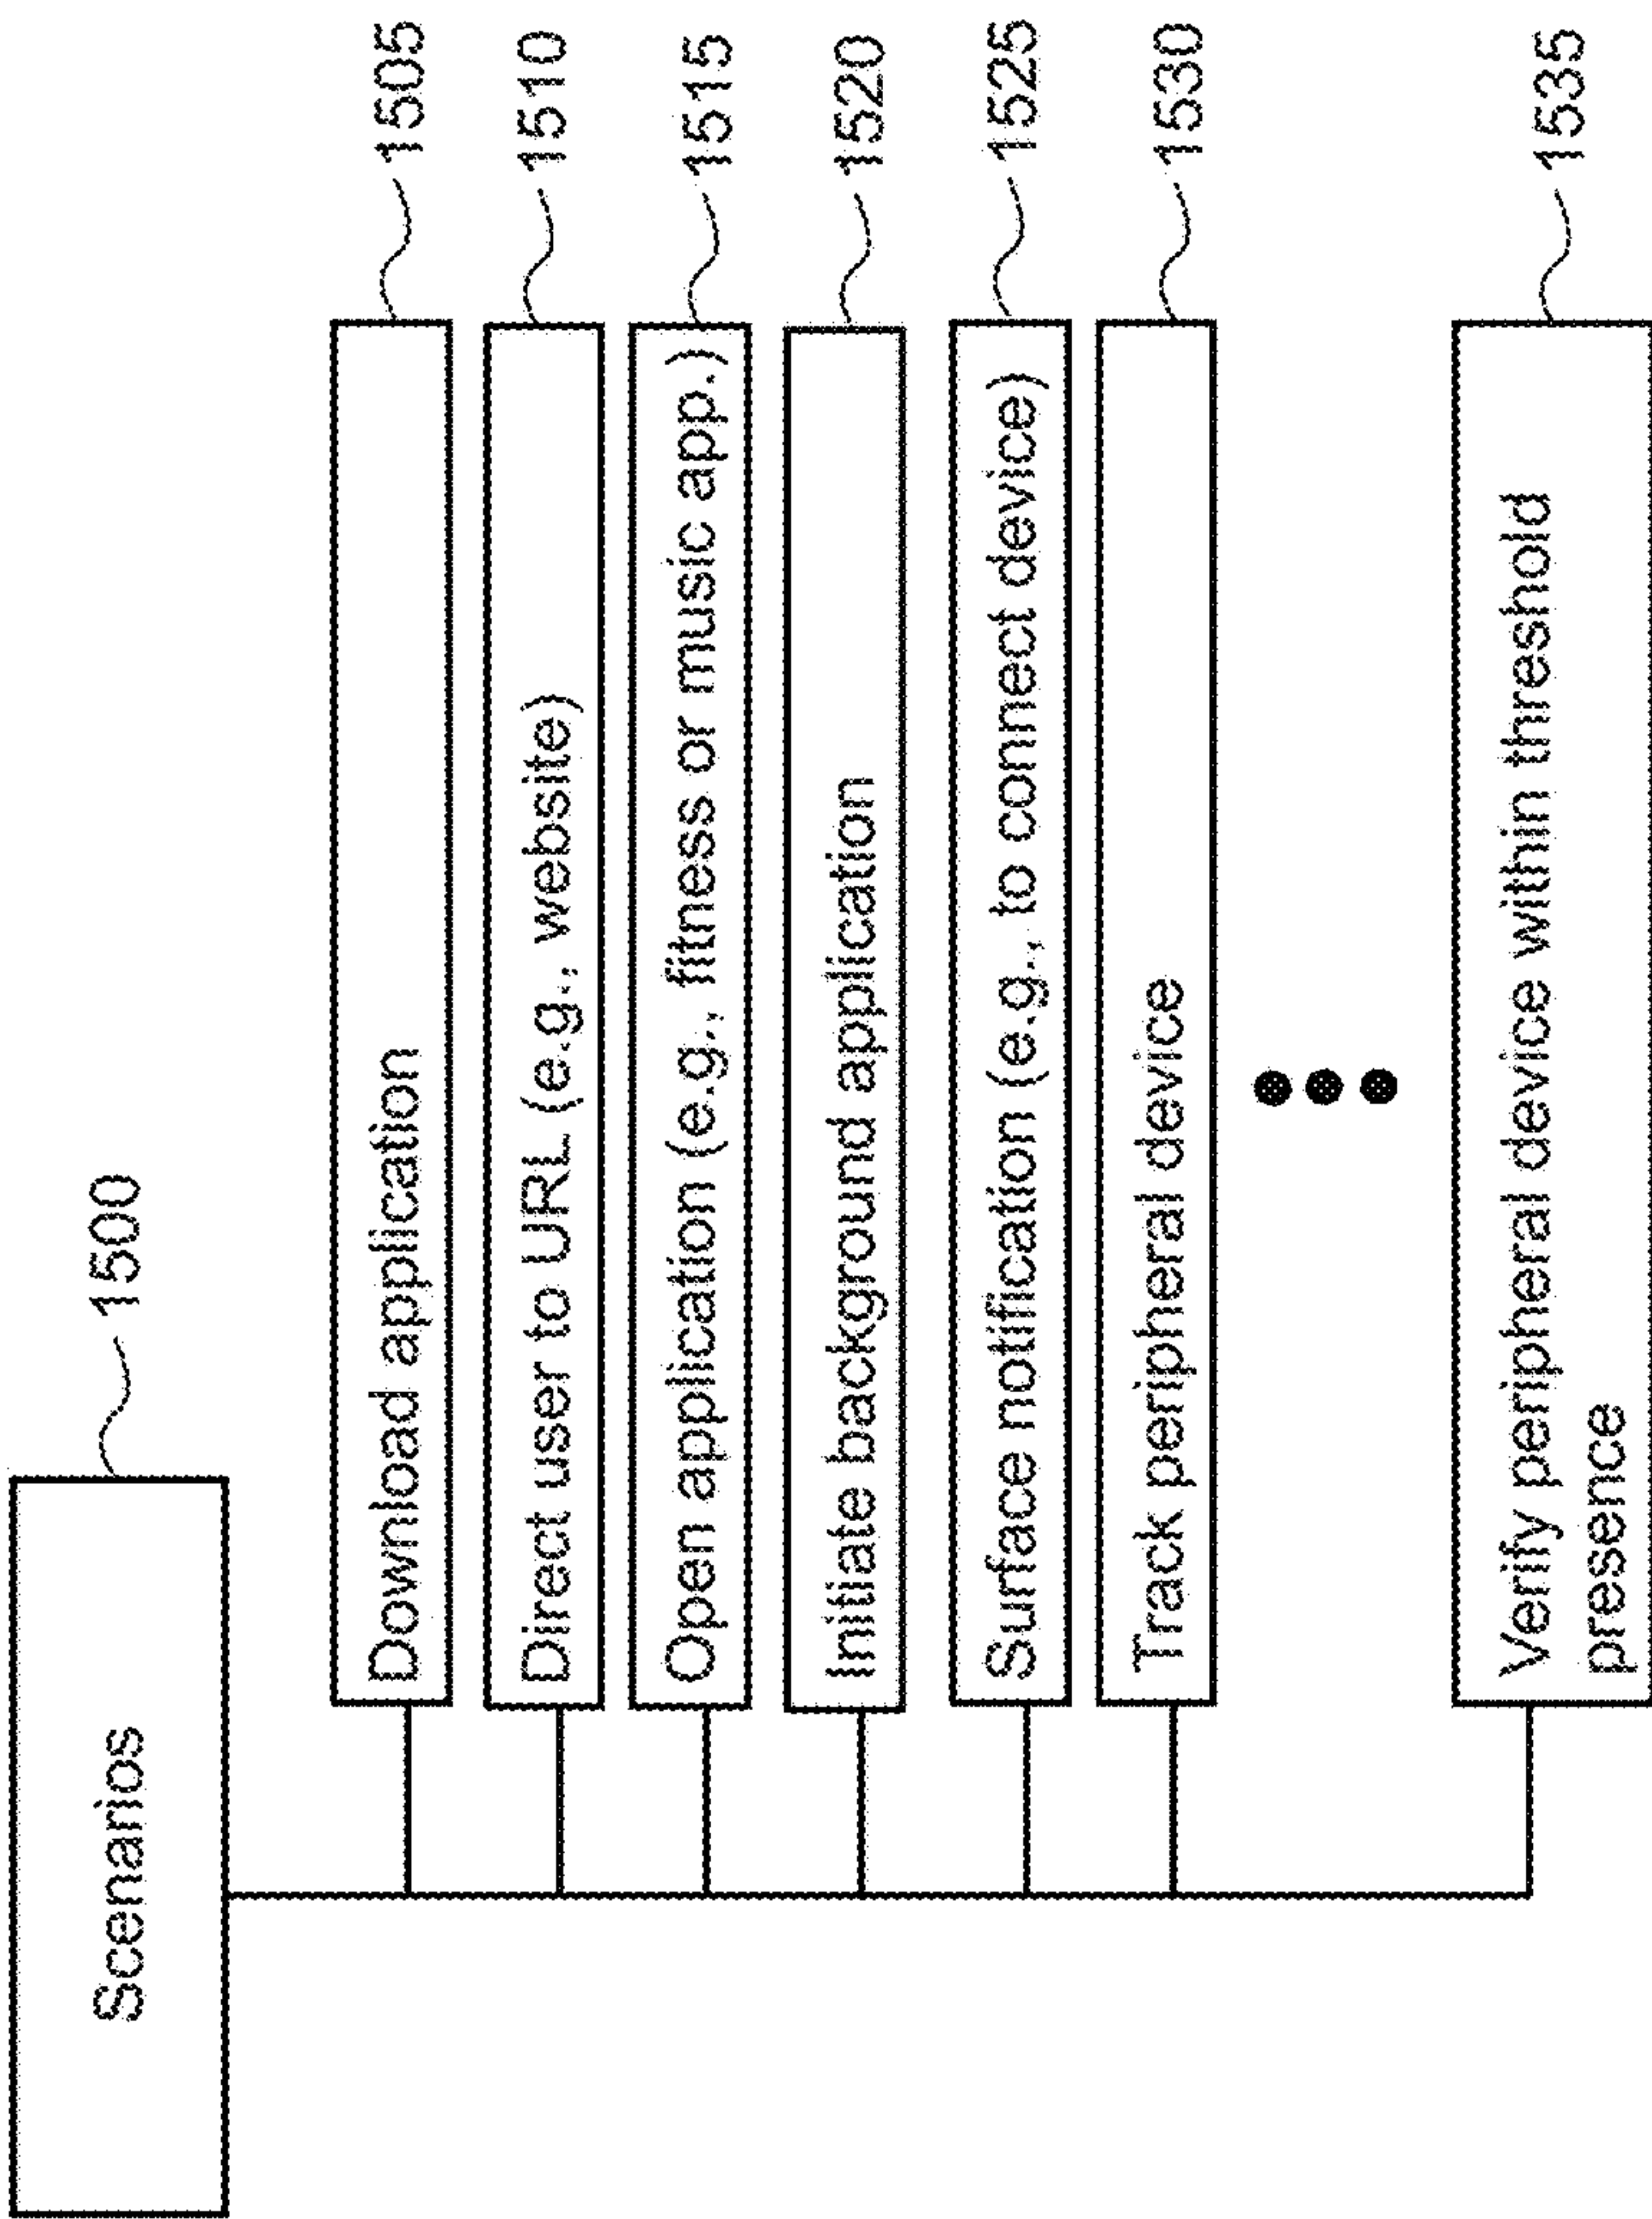 Scenarios
1500
Download application
1505
Direct user to URL (e.g., website)
1510
Open application (e.g., fitness or music app.)
1515
Initiate background application
1520
Surface notification (e.g., to connect device)
1525
Track peripheral device
1530
Verify peripheral device within threshold
presence
1535